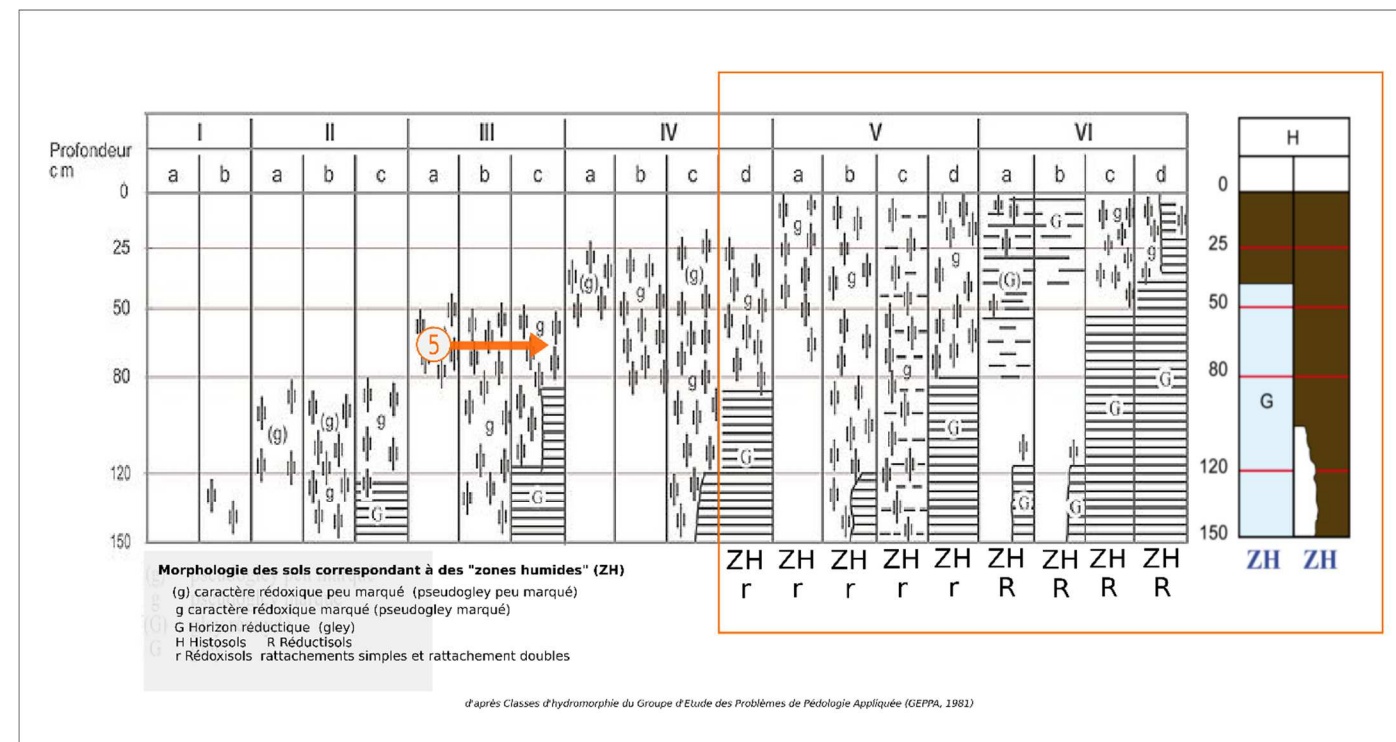 I II III IV V VI
Profondeur
cm
a b a b c a b c a b c d a b c d a b c d
H
0
25
50
80
120
150
0
25
50
80
120
150
(g)
(g)
g
g
G
5
g
g
G
(g)
g
(g)
g
g
G
g
g
g
g
G
(G)
G
G
G
g
G
g
G
G
ZH ZH ZH ZH ZH ZH ZH ZH ZH
r r r r r R R R R
ZH ZH
Morphologie des sols correspondant à des "zones humides" (ZH)
(g) caractère rédoxique peu marqué (pseudogley peu marqué)
g caractère rédoxique marqué (pseudogley marqué)
G Horizon réductique (gley)
H Histosols R Réductisols
r Rédoxisols rattachements simples et rattachement doubles
d'après Classes d'hydromorphie du Groupe d'Etude des Problèmes de Pédologie Appliquée (GEPPA, 1981)